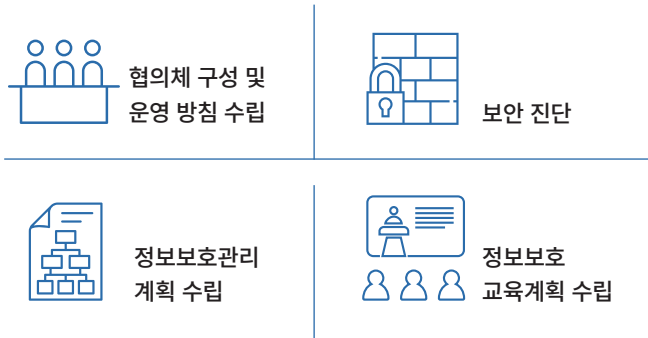 협의체 구성 및
운영 방침 수립
보안 진단
정보보호관리
계획 수립
정보보호
교육계획 수립